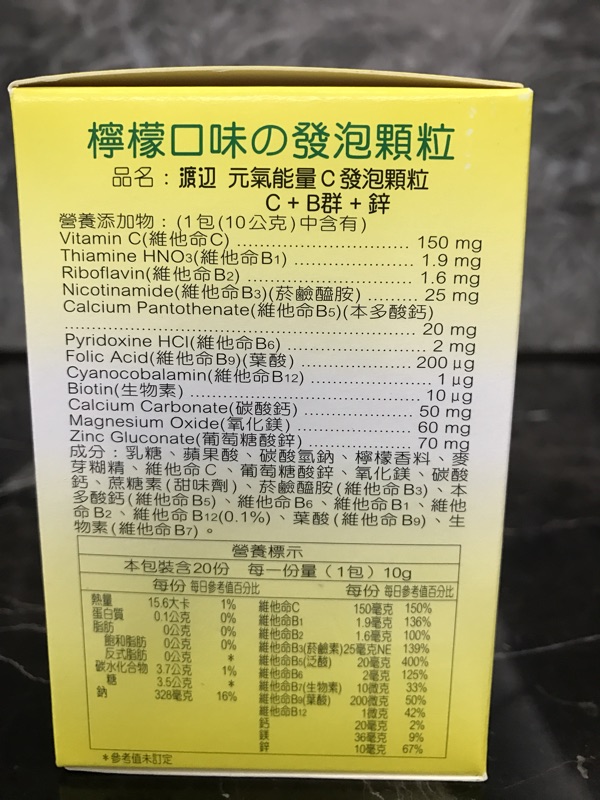 檸檬口味の發泡顆粒
品名：渡辺 元氣能量C發泡顆粒
C+B群+鋅
營養添加物：(1包(10公克)中含有)
Vitamin C(維他命C) .......................... 150 mg
Thiamine HNO3(維他命B1) .................. 1.9 mg
Riboflavin(維他命B2) ....................... 1.6 mg
Nicotinamide(維他命B3)(菸鹼醯胺) ........ 25 mg
Calcium Pantothenate(維他命B5)(本多酸鈣)
.................................................... 20 mg
Pyridoxine HCl(維他命B6) .................... 2 mg
Folic Acid(維他命B9)(葉酸) .................. 200 μg
Cyanocobalamin(維他命B12) .................. 1 μg
Biotin(生物素) ................................. 10 μg
Calcium Carbonate(碳酸鈣) .................. 50 mg
Magnesium Oxide(氧化鎂) .................... 60 mg
Zinc Gluconate(葡萄糖酸鋅) .................. 70 mg
成分：乳糖、蘋果酸、碳酸氫鈉、檸檬香料、麥
芽糊精、維他命C、葡萄糖酸鋅、氧化鎂、碳酸
鈣、蔗糖素(甜味劑)、菸鹼醯胺(維他命B3)、本
多酸鈣(維他命B5)、維他命B6、維他命B1、維他
命B2、維他命B12(0.1%)、葉酸(維他命B9)、生
物素(維他命B7)。
營養標示
本包裝含20份 每一份量(1包)10g
每份 每日參考值百分比 每份 每日參考值百分比
熱量 15.6大卡 1% 維他命C 150毫克 150%
蛋白質 0.1公克 0% 維他命B1 1.9毫克 136%
脂肪 0公克 0% 維他命B2 1.6毫克 100%
飽和脂肪 0公克 0% 維他命B3(菸鹼素)25毫克NE 139%
反式脂肪 0公克 * 維他命B5(泛酸) 20毫克 400%
碳水化合物 3.7公克 1% 維他命B6 2毫克 125%
糖 3.5公克 * 維他命B7(生物素) 10微克 33%
鈉 328毫克 16% 維他命B9(葉酸) 200微克 50%
維他命B12 1微克 42%
鈣 20毫克 2%
鎂 36毫克 9%
鋅 10毫克 67%
*參考值未訂定